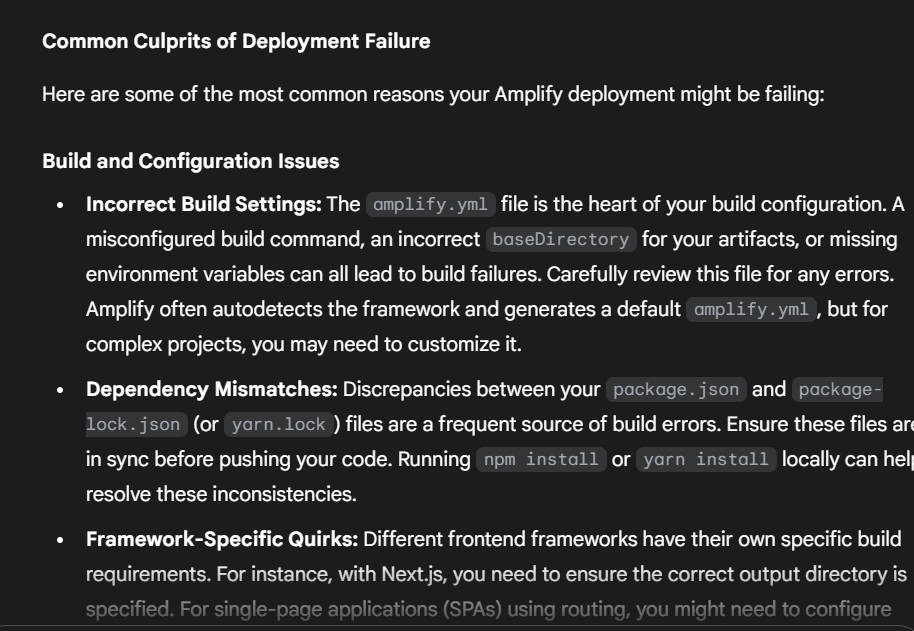 Common Culprits of Deployment Failure
Here are some of the most common reasons your Amplify deployment might be failing:
Build and Configuration Issues
• Incorrect Build Settings: The amplify.yml file is the heart of your build configuration. A
misconfigured build command, an incorrect baseDirectory for your artifacts, or missing
environment variables can all lead to build failures. Carefully review this file for any errors.
Amplify often autodetects the framework and generates a default amplify.yml, but for
complex projects, you may need to customize it.
• Dependency Mismatches: Discrepancies between your package.json and package-
lock.json (or yarn.lock) files are a frequent source of build errors. Ensure these files are
in sync before pushing your code. Running npm install or yarn install locally can help
resolve these inconsistencies.
• Framework-Specific Quirks: Different frontend frameworks have their own specific build
requirements. For instance, with Next.js, you need to ensure the correct output directory is
specified. For single-page applications (SPAs) using routing, you might need to configure